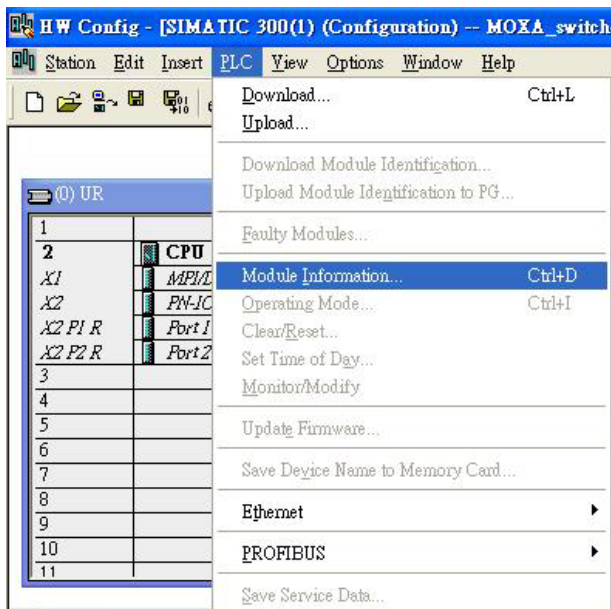 HW Config - [SIMATIC 300(1) (Configuration) -- MOXA_switch
Station Edit Insert PLC View Options Window Help
Download... Ctrl+L
Upload...
Download Module Identification...
Upload Module Identification to PG...
Faulty Modules...
Module Information... Ctrl+D
Operating Mode... Ctrl+I
Clear/Reset...
Set Time of Day...
Monitor/Modify
Update Firmware...
Save Device Name to Memory Card...
Ethernet
PROFIBUS
Save Service Data...
(0) UR
1
2 CPU
X1 MPI/D
X2 PN-IO
X2 P1 R Port 1
X2 P2 R Port 2
3
4
5
6
7
8
9
10
11